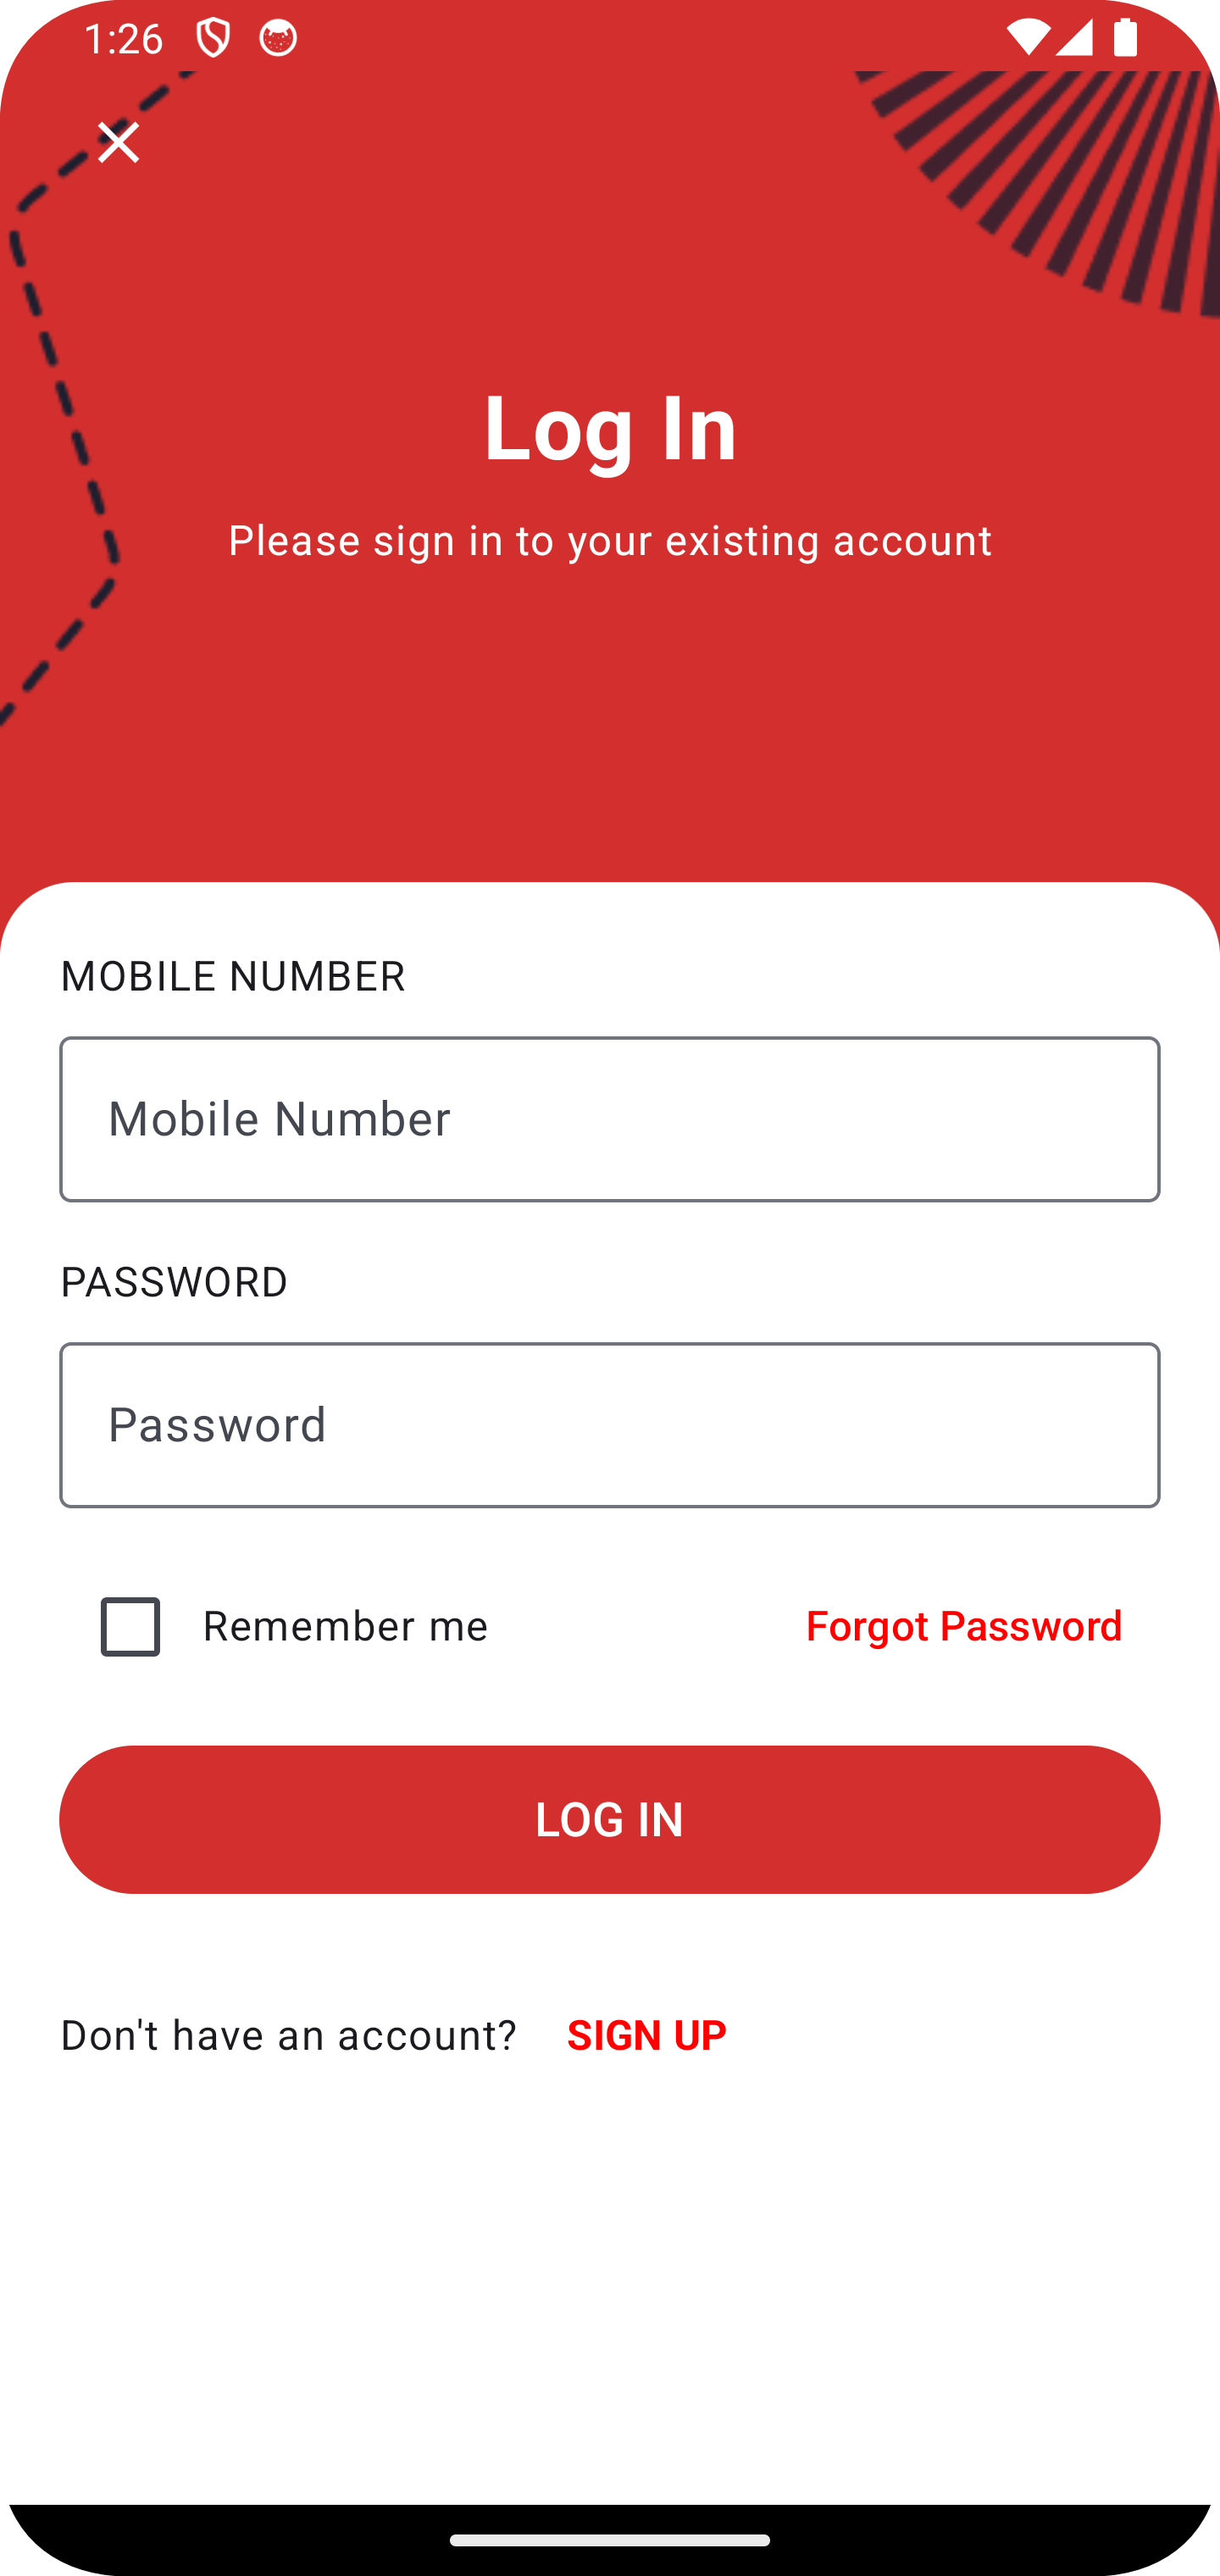 1:26
Log In
Please sign in to your existing account
MOBILE NUMBER
Mobile Number
PASSWORD
Password
Remember me
Forgot Password
LOG IN
Don't have an account? SIGN UP